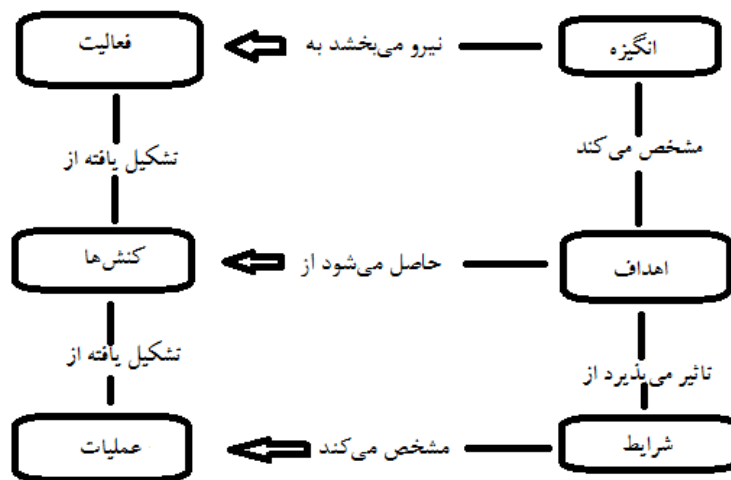 انگیزه
نیرو می‌بخشد به
فعالیت
مشخص می‌کند
تشکیل یافته از
اهداف
حاصل می‌شود از
کنش‌ها
تاثیر می‌پذیرد از
تشکیل یافته از
شرایط
مشخص می‌کند
عملیات